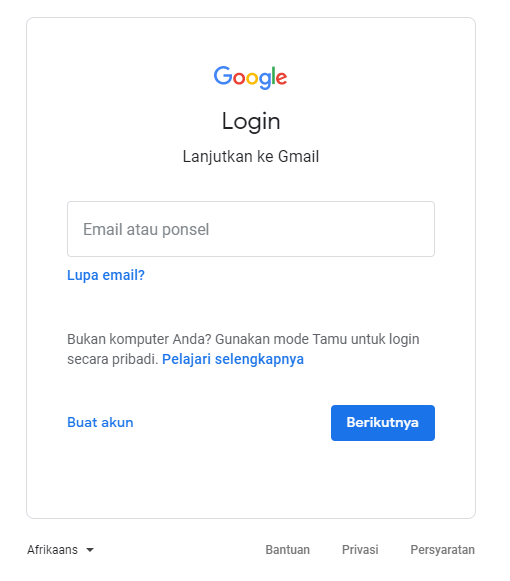 Google
Login
Lanjutkan ke Gmail
Email atau ponsel
Lupa email?
Bukan komputer Anda? Gunakan mode Tamu untuk login
secara pribadi. Pelajari selengkapnya
Buat akun
Berikutnya
Afrikaans
Bantuan
Privasi
Persyaratan